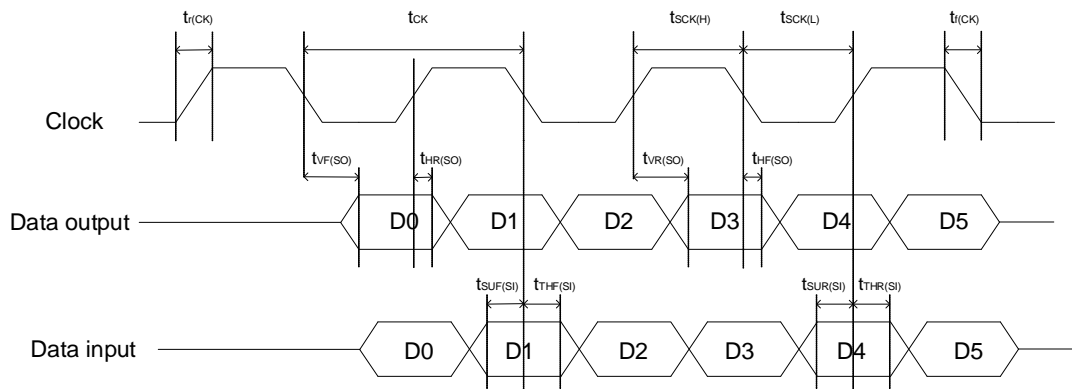 tr(CK)
tCK
tSCK(H)
tSCK(L)
tf(CK)
Clock
tVF(SO)
tHR(SO)
tVR(SO)
tHF(SO)
Data output
D0
D1
D2
D3
D4
D5
tSUF(SI)
tTHF(SI)
tSUR(SI)
tTHR(SI)
Data input
D0
D1
D2
D3
D4
D5